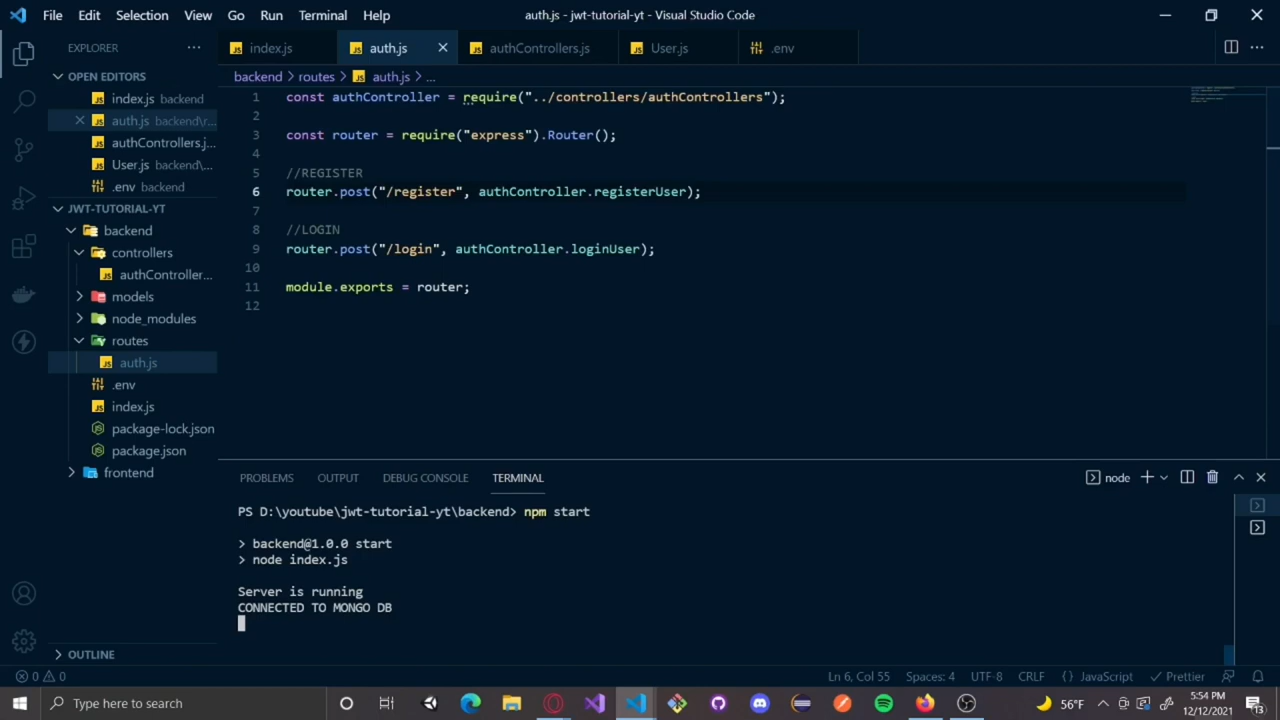 File Edit Selection View Go Run Terminal Help
auth.js - jwt-tutorial-yt - Visual Studio Code
EXPLORER
OPEN EDITORS
index.js backend
auth.js backend\r...
authControllers.j...
User.js backend\...
.env backend
JWT-TUTORIAL-YT
backend
controllers
authController...
models
node_modules
routes
auth.js
.env
index.js
package-lock.json
package.json
frontend
OUTLINE
index.js auth.js authControllers.js User.js .env
backend > routes > auth.js > ...
1 const authController = require("../controllers/authControllers");
2
3 const router = require("express").Router();
4
5 //REGISTER
6 router.post("/register", authController.registerUser);
7
8 //LOGIN
9 router.post("/login", authController.loginUser);
10
11 module.exports = router;
12
PROBLEMS OUTPUT DEBUG CONSOLE TERMINAL
node
PS D:\youtube\jwt-tutorial-yt\backend> npm start
> backend@1.0.0 start
> node index.js
Server is running
CONNECTED TO MONGO DB
0 0
Ln 6, Col 55 Spaces: 4 UTF-8 CRLF {} JavaScript Prettier
Type here to search
56°F
5:54 PM
12/12/2021
13